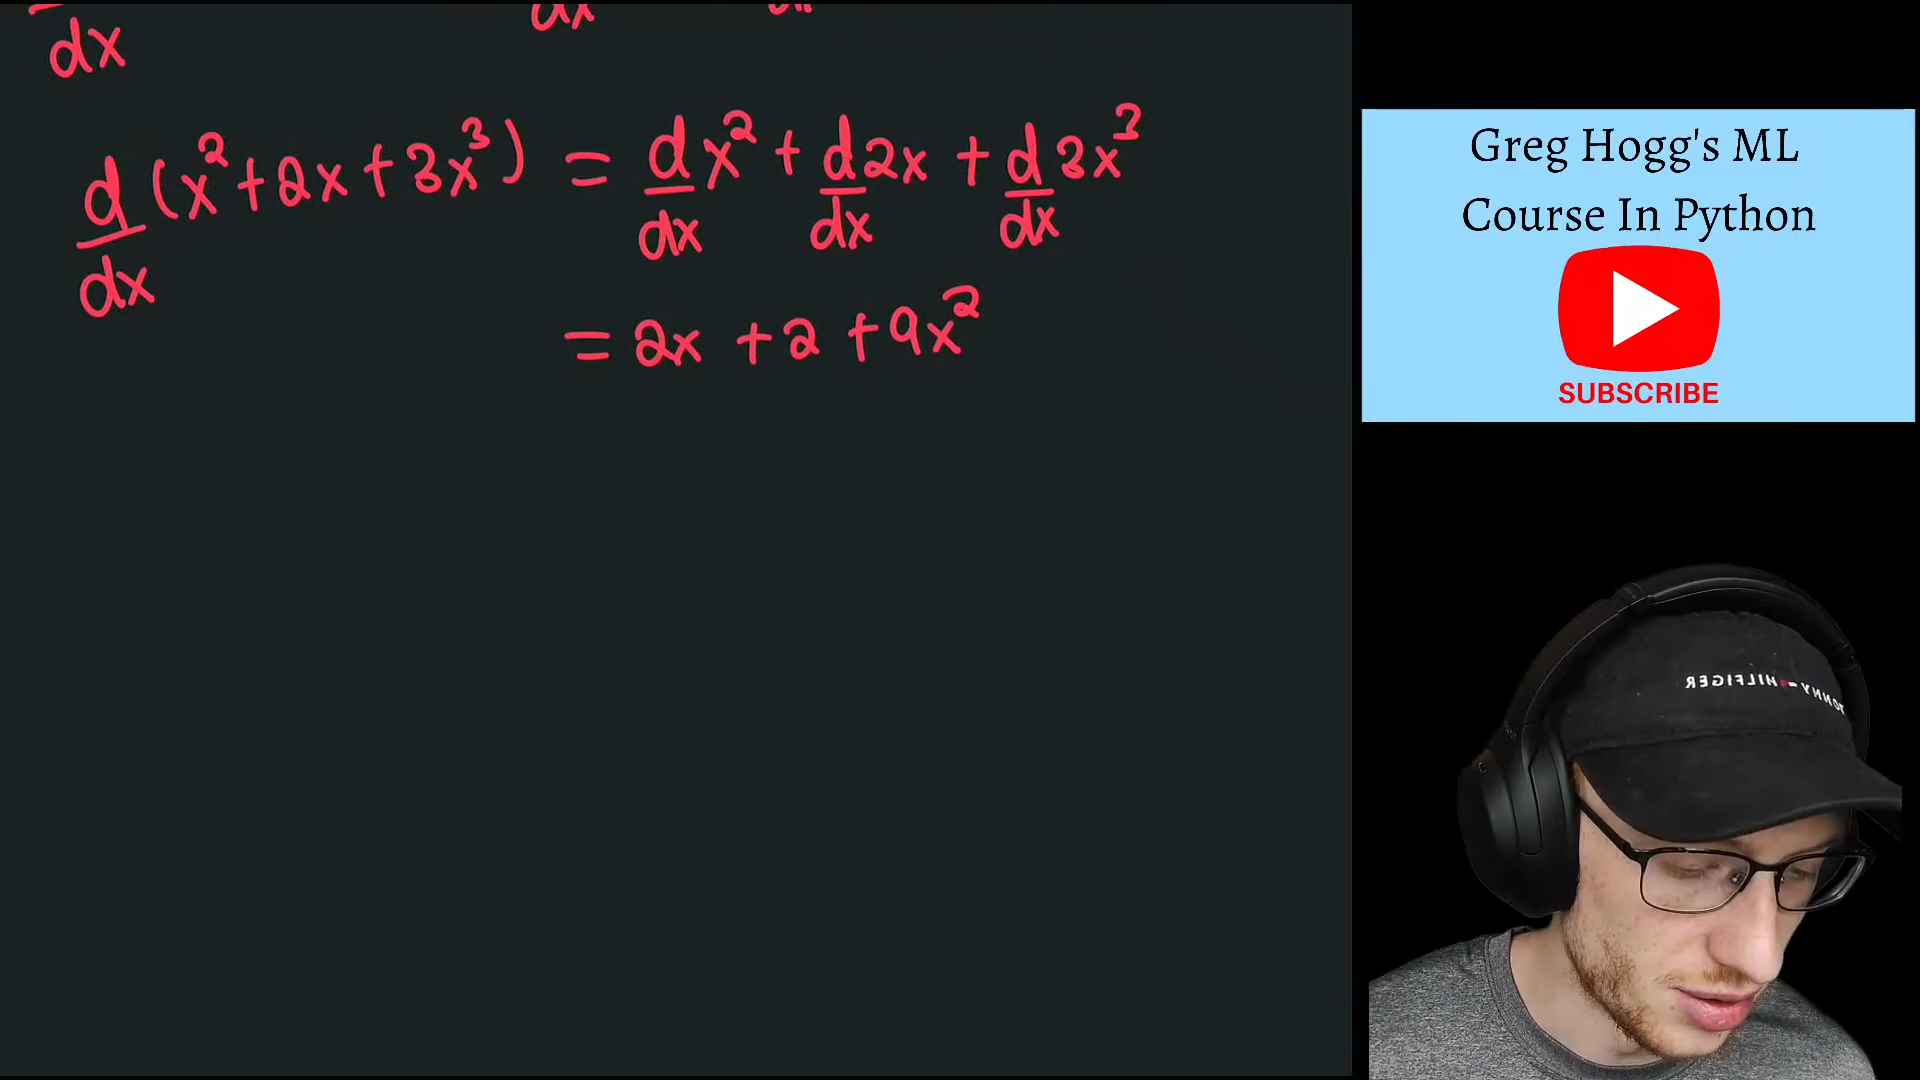 dx
dx
d/dx (x² + 2x + 3x³) = d/dx x² + d/dx 2x + d/dx 3x³
= 2x + 2 + 9x²
Greg Hogg's ML
Course In Python
SUBSCRIBE
HILFIGER